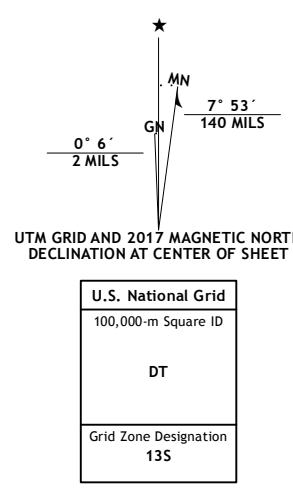 ★
MN
GN
7° 53´
140 MILS
0° 6´
2 MILS
UTM GRID AND 2017 MAGNETIC NORT
DECLINATION AT CENTER OF SHEET
U.S. National Grid
100,000-m Square ID
DT
Grid Zone Designation
13S